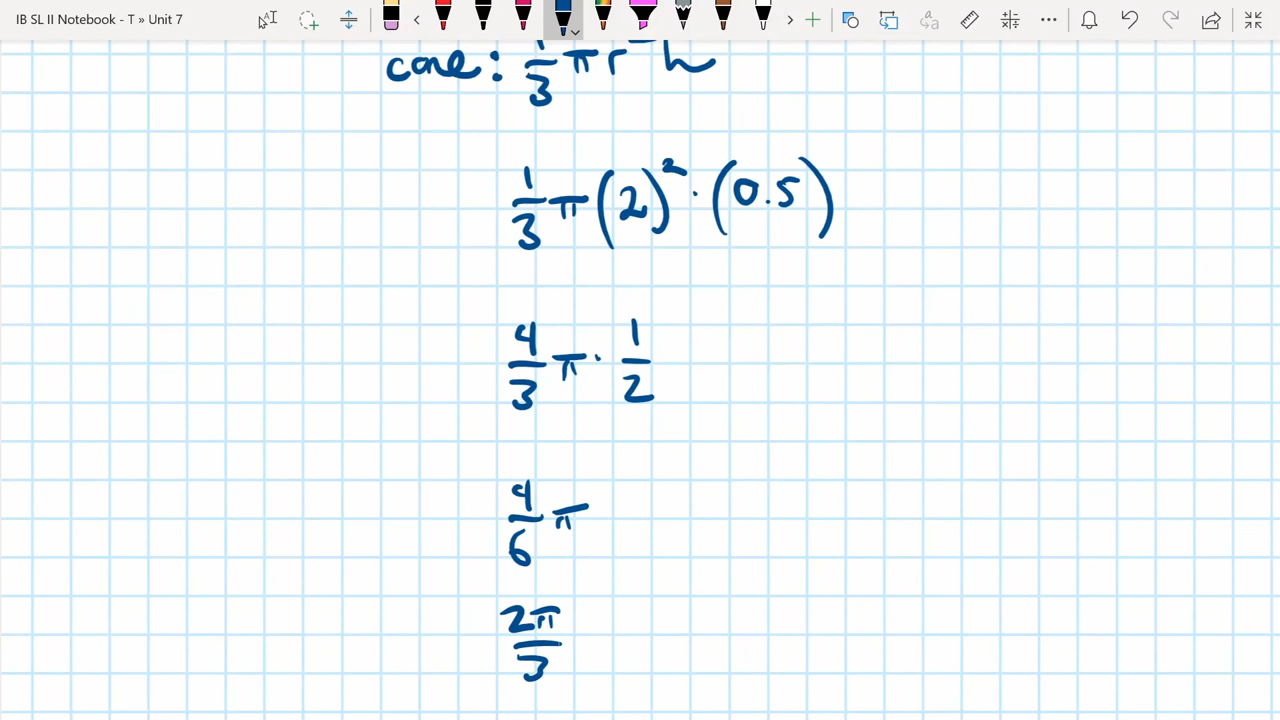 IB SL II Notebook - T » Unit 7
cone: 1/3 πr²h
1/3 π(2)² · (0.5)
4/3 π · 1/2
4/6 π
2π/3